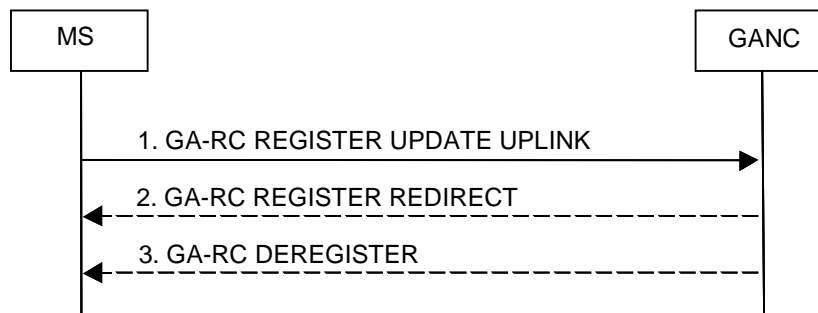 MS
GANC
1. GA-RC REGISTER UPDATE UPLINK
2. GA-RC REGISTER REDIRECT
3. GA-RC DEREGISTER